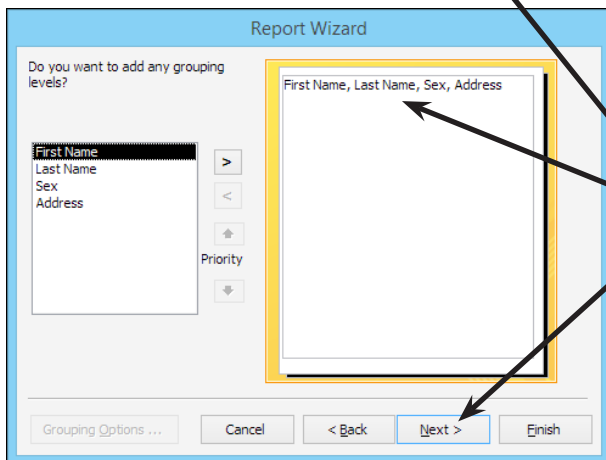 Report Wizard
Do you want to add any grouping
levels?
First Name
Last Name
Sex
Address
>
<
Priority
First Name, Last Name, Sex, Address
Grouping Options ...
Cancel
< Back
Next >
Finish